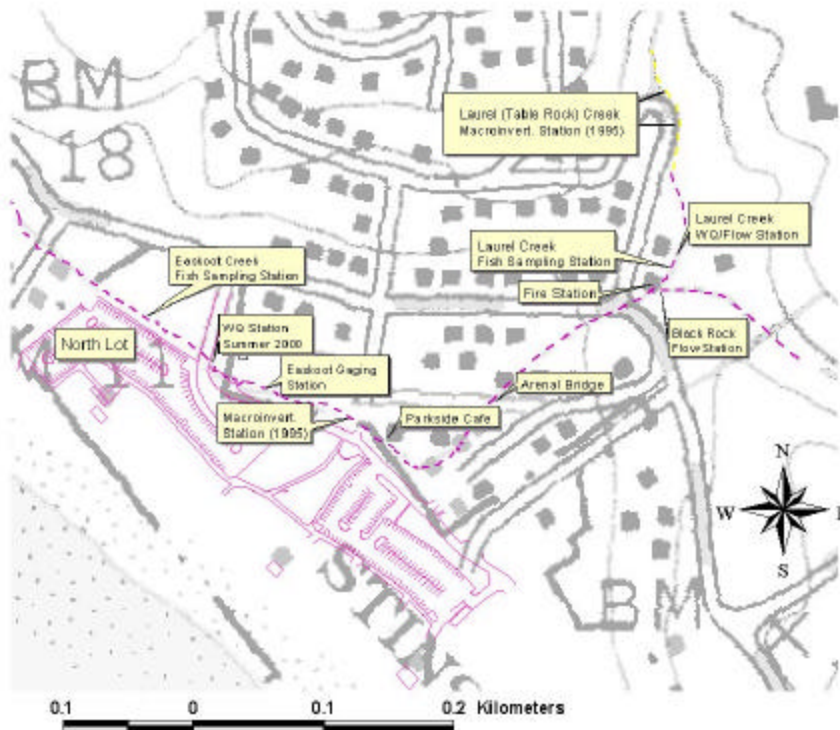 BM
18
Laurel (Table Rock) Creek
Macroinvert. Station (1995)
Laurel Creek
WQ/Flow Station
Laurel Creek
Fish Sampling Station
Easkoot Creek
Fish Sampling Station
Fire Station
WQ Station
Summer 2000
North Lot
11
Black Rock
Flow Station
Easkoot Gaging
Station
Arenal Bridge
Macroinvert.
Station (1995)
Parkside Cafe
N
W
E
S
STINS
BM
0.1 0 0.1 0.2 Kilometers